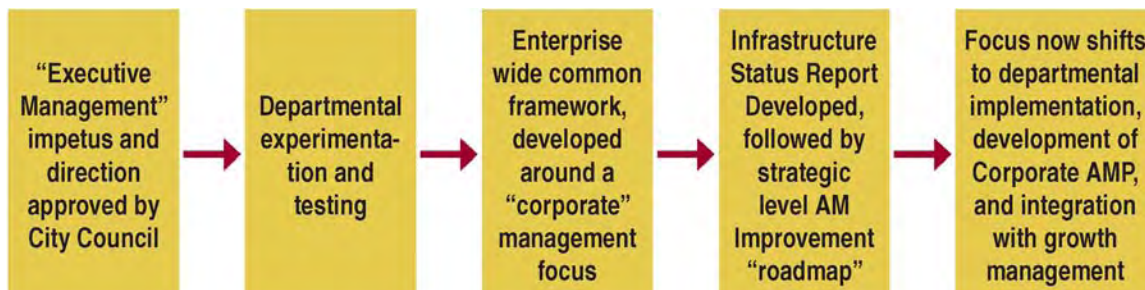 “Executive
Management”
impetus and
direction
approved by
City Council
Departmental
experimenta-
tion and
testing
Enterprise
wide common
framework,
developed
around a
“corporate”
management
focus
Infrastructure
Status Report
Developed,
followed by
strategic
level AM
Improvement
“roadmap”
Focus now shifts
to departmental
implementation,
development of
Corporate AMP,
and integration
with growth
management